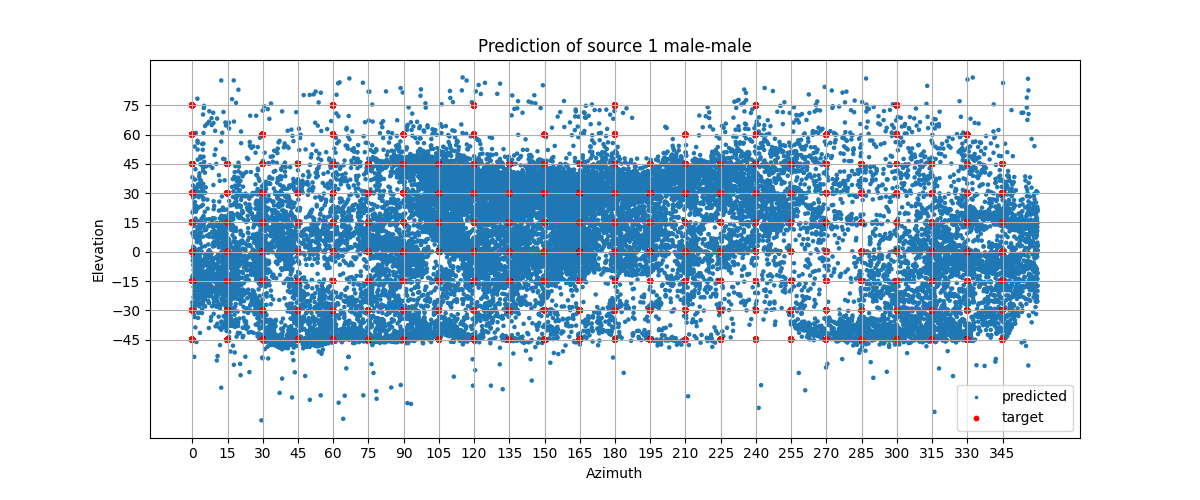 Prediction of source 1 male-male
Elevation
75
60
45
30
15
0
−15
−30
−45
predicted
target
0 15 30 45 60 75 90 105 120 135 150 165 180 195 210 225 240 255 270 285 300 315 330 345
Azimuth